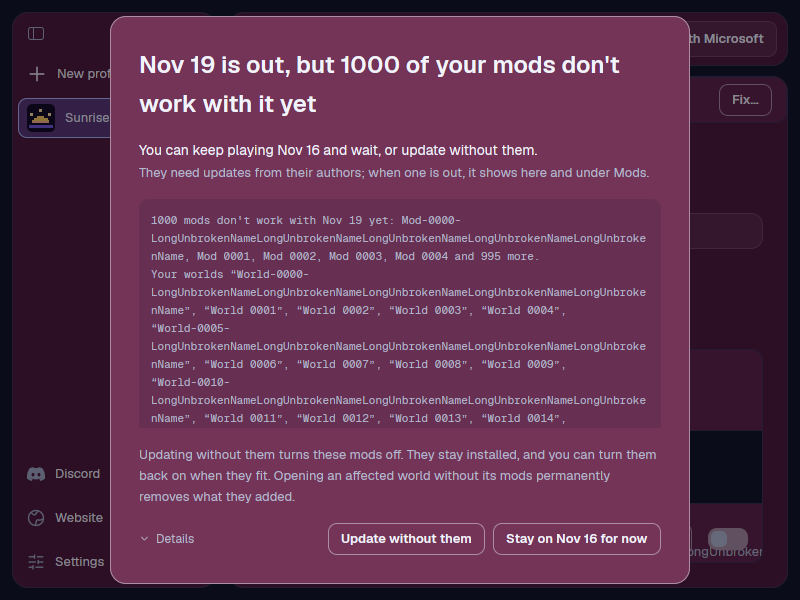 New prof
Sunrise
Discord
Website
Settings
th Microsoft
Fix...
Nov 19 is out, but 1000 of your mods don't
work with it yet
You can keep playing Nov 16 and wait, or update without them.
They need updates from their authors; when one is out, it shows here and under Mods.
1000 mods don't work with Nov 19 yet: Mod-0000-
LongUnbrokenNameLongUnbrokenNameLongUnbrokenNameLongUnbrokenNameLongUnbroke
nName, Mod 0001, Mod 0002, Mod 0003, Mod 0004 and 995 more.
Your worlds “World-0000-
LongUnbrokenNameLongUnbrokenNameLongUnbrokenNameLongUnbrokenNameLongUnbroke
nName”, “World 0001”, “World 0002”, “World 0003”, “World 0004”,
“World-0005-
LongUnbrokenNameLongUnbrokenNameLongUnbrokenNameLongUnbrokenNameLongUnbroke
nName”, “World 0006”, “World 0007”, “World 0008”, “World 0009”,
“World-0010-
LongUnbrokenNameLongUnbrokenNameLongUnbrokenNameLongUnbrokenNameLongUnbroke
nName”, “World 0011”, “World 0012”, “World 0013”, “World 0014”,
Updating without them turns these mods off. They stay installed, and you can turn them
back on when they fit. Opening an affected world without its mods permanently
removes what they added.
Details
Update without them
Stay on Nov 16 for now
ongUnbroken